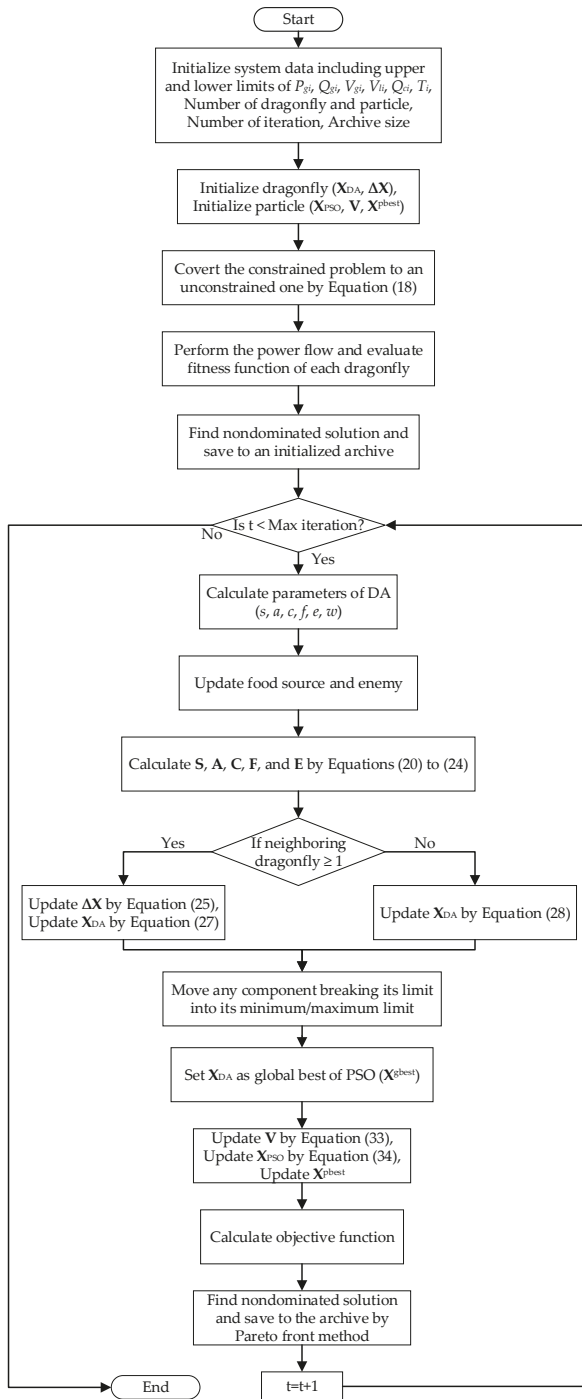 Start
Initialize system data including upper
and lower limits of Pgi, Qgi, Vgi, Vli, Qci, Ti,
Number of dragonfly and particle,
Number of iteration, Archive size
Initialize dragonfly (XDA, ΔX),
Initialize particle (XPSO, V, Xpbest)
Covert the constrained problem to an
unconstrained one by Equation (18)
Perform the power flow and evaluate
fitness function of each dragonfly
Find nondominated solution and
save to an initialized archive
Is t < Max iteration?
No
Yes
Calculate parameters of DA
(s, a, c, f, e, w)
Update food source and enemy
Calculate S, A, C, F, and E by Equations (20) to (24)
If neighboring
dragonfly ≥ 1
Yes
No
Update ΔX by Equation (25),
Update XDA by Equation (27)
Update XDA by Equation (28)
Move any component breaking its limit
into its minimum/maximum limit
Set XDA as global best of PSO (Xgbest)
Update V by Equation (33),
Update XPSO by Equation (34),
Update Xpbest
Calculate objective function
Find nondominated solution
and save to the archive by
Pareto front method
End
t=t+1